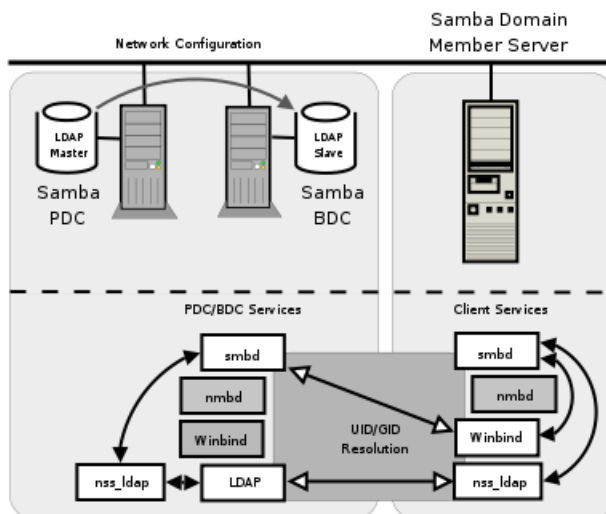 Network Configuration
Samba Domain
Member Server
LDAP
Master
LDAP
Slave
Samba
PDC
Samba
BDC
PDC/BDC Services
Client Services
smbd
nmbd
Winbind
nss_ldap
LDAP
UID/GID
Resolution
smbd
nmbd
Winbind
nss_ldap